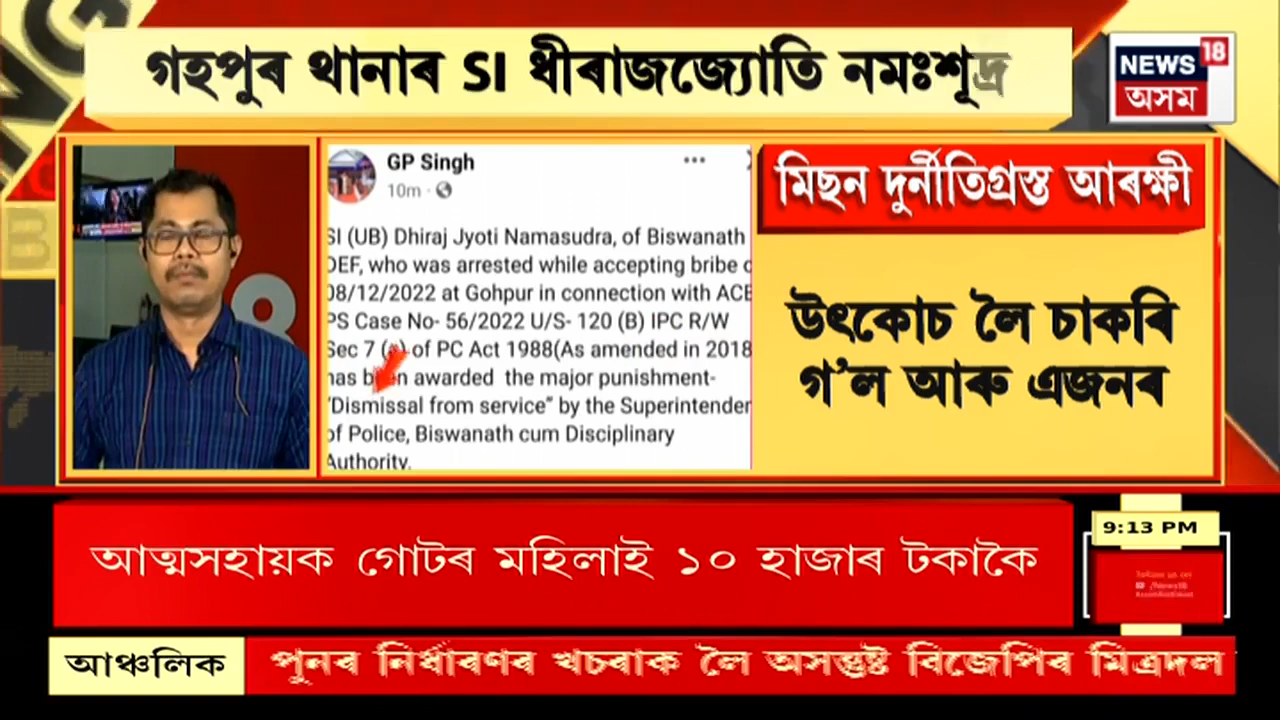 গহপুৰ থানাৰ SI ধীৰাজজ্যোতি নমঃশূদ্ৰ
NEWS 18
অসম
GP Singh
10m
SI (UB) Dhiraj Jyoti Namasudra, of Biswanath
DEF, who was arrested while accepting bribe o
08/12/2022 at Gohpur in connection with ACB
PS Case No- 56/2022 U/S- 120 (B) IPC R/W
Sec 7 (a) of PC Act 1988(As amended in 2018
has been awarded the major punishment-
"Dismissal from service" by the Superintenden
of Police, Biswanath cum Disciplinary
Authority.
মিছন দুৰ্নীতিগ্ৰস্ত আৰক্ষী
উৎকোচ লৈ চাকৰি
গ'ল আৰু এজনৰ
আত্মসহায়ক গোটৰ মহিলাই ১০ হাজাৰ টকাকৈ
9:13 PM
আঞ্চলিক
পুনৰ নিৰ্ধাৰণৰ খচৰাক লৈ অসন্তুষ্ট বিজেপিৰ মিত্ৰদল